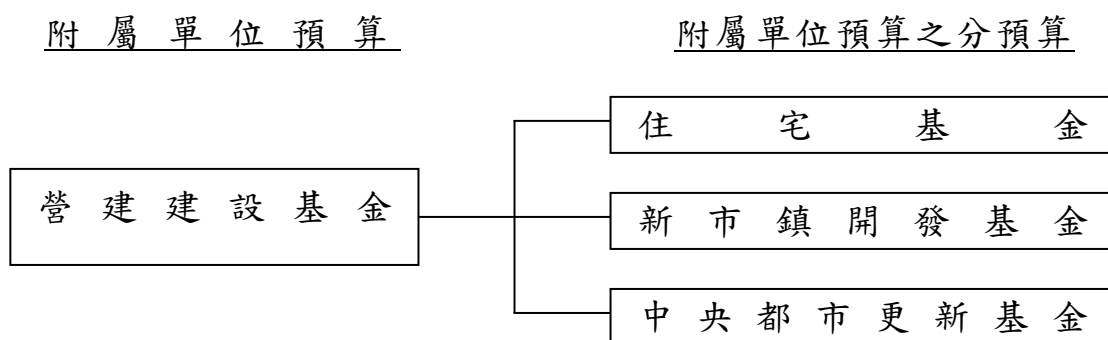 附屬單位預算
附屬單位預算之分預算
住宅基金
營建建設基金
新市鎮開發基金
中央都市更新基金